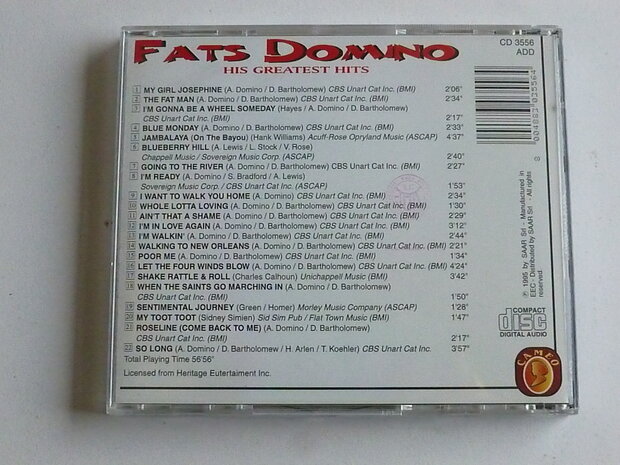 FATS DOMINO
HIS GREATEST HITS
CD 3556
ADD
1 MY GIRL JOSEPHINE (A. Domino / D. Bartholomew) CBS Unart Cat Inc. (BMI) 2'06"
2 THE FAT MAN (A. Domino / D. Bartholomew) CBS Unart Cat Inc. (BMI) 2'34"
3 I'M GONNA BE A WHEEL SOMEDAY (Hayes / A. Domino / D. Bartholomew)
CBS Unart Cat Inc. (BMI) 2'17"
4 BLUE MONDAY (A. Domino / D. Bartholomew) CBS Unart Cat Inc. (BMI) 2'33"
5 JAMBALAYA (On The Bayou) (Hank Williams) Acuff-Rose Opryland Music (ASCAP) 4'37"
6 BLUEBERRY HILL (A. Lewis / L. Stock / V. Rose)
Chappell Music / Sovereign Music Corp. (ASCAP) 2'40"
7 GOING TO THE RIVER (A. Domino / D. Bartholomew) CBS Unart Cat Inc. (BMI) 2'27"
8 I'M READY (A. Domino / S. Bradford / A. Lewis)
Sovereign Music Corp. / CBS Unart Cat Inc. (ASCAP) 1'53"
9 I WANT TO WALK YOU HOME (A. Domino) CBS Unart Cat Inc. (BMI) 2'34"
10 WHOLE LOTTA LOVING (A. Domino / D. Bartholomew) CBS Unart Cat Inc. (BMI) 1'30"
11 AIN'T THAT A SHAME (A. Domino / D. Bartholomew) CBS Unart Cat Inc. (BMI) 2'29"
12 I'M IN LOVE AGAIN (A. Domino / D. Bartholomew) CBS Unart Cat Inc. (BMI) 3'12"
13 I'M WALKIN' (A. Domino / D. Bartholomew) CBS Unart Cat Inc. (BMI) 2'44"
14 WALKING TO NEW ORLEANS (A. Domino / D. Bartholomew) CBS Unart Cat Inc. (BMI) 2'21"
15 POOR ME (A. Domino / D. Bartholomew) CBS Unart Cat Inc. (BMI) 1'34"
16 LET THE FOUR WINDS BLOW (A. Domino / D. Bartholomew) CBS Unart Cat Inc. (BMI) 4'24"
17 SHAKE RATTLE & ROLL (Charles Calhoun) Unichappell Music (BMI) 3'42"
18 WHEN THE SAINTS GO MARCHING IN (A. Domino / D. Bartholomew)
CBS Unart Cat Inc. (BMI) 1'50"
19 SENTIMENTAL JOURNEY (Green / Homer) Morley Music Company (ASCAP) 1'28"
20 MY TOOT TOOT (Sidney Simien) Sid Sim Pub / Flat Town Music (BMI) 1'47"
21 ROSELINE (COME BACK TO ME) (A. Domino / D. Bartholomew)
CBS Unart Cat Inc. (BMI) 2'17"
22 SO LONG (A. Domino / D. Bartholomew / H. Arlen / T. Koehler) CBS Unart Cat Inc. 3'57"
Total Playing Time 56'56"
Licensed from Heritage Eutertaiment Inc.
8
℗ 1995 by SAAR Srl - Manufactured in
EEC - Distributed by SAAR Srl All rights
reserved.
COMPACT
disc
DIGITAL AUDIO
CAMEO